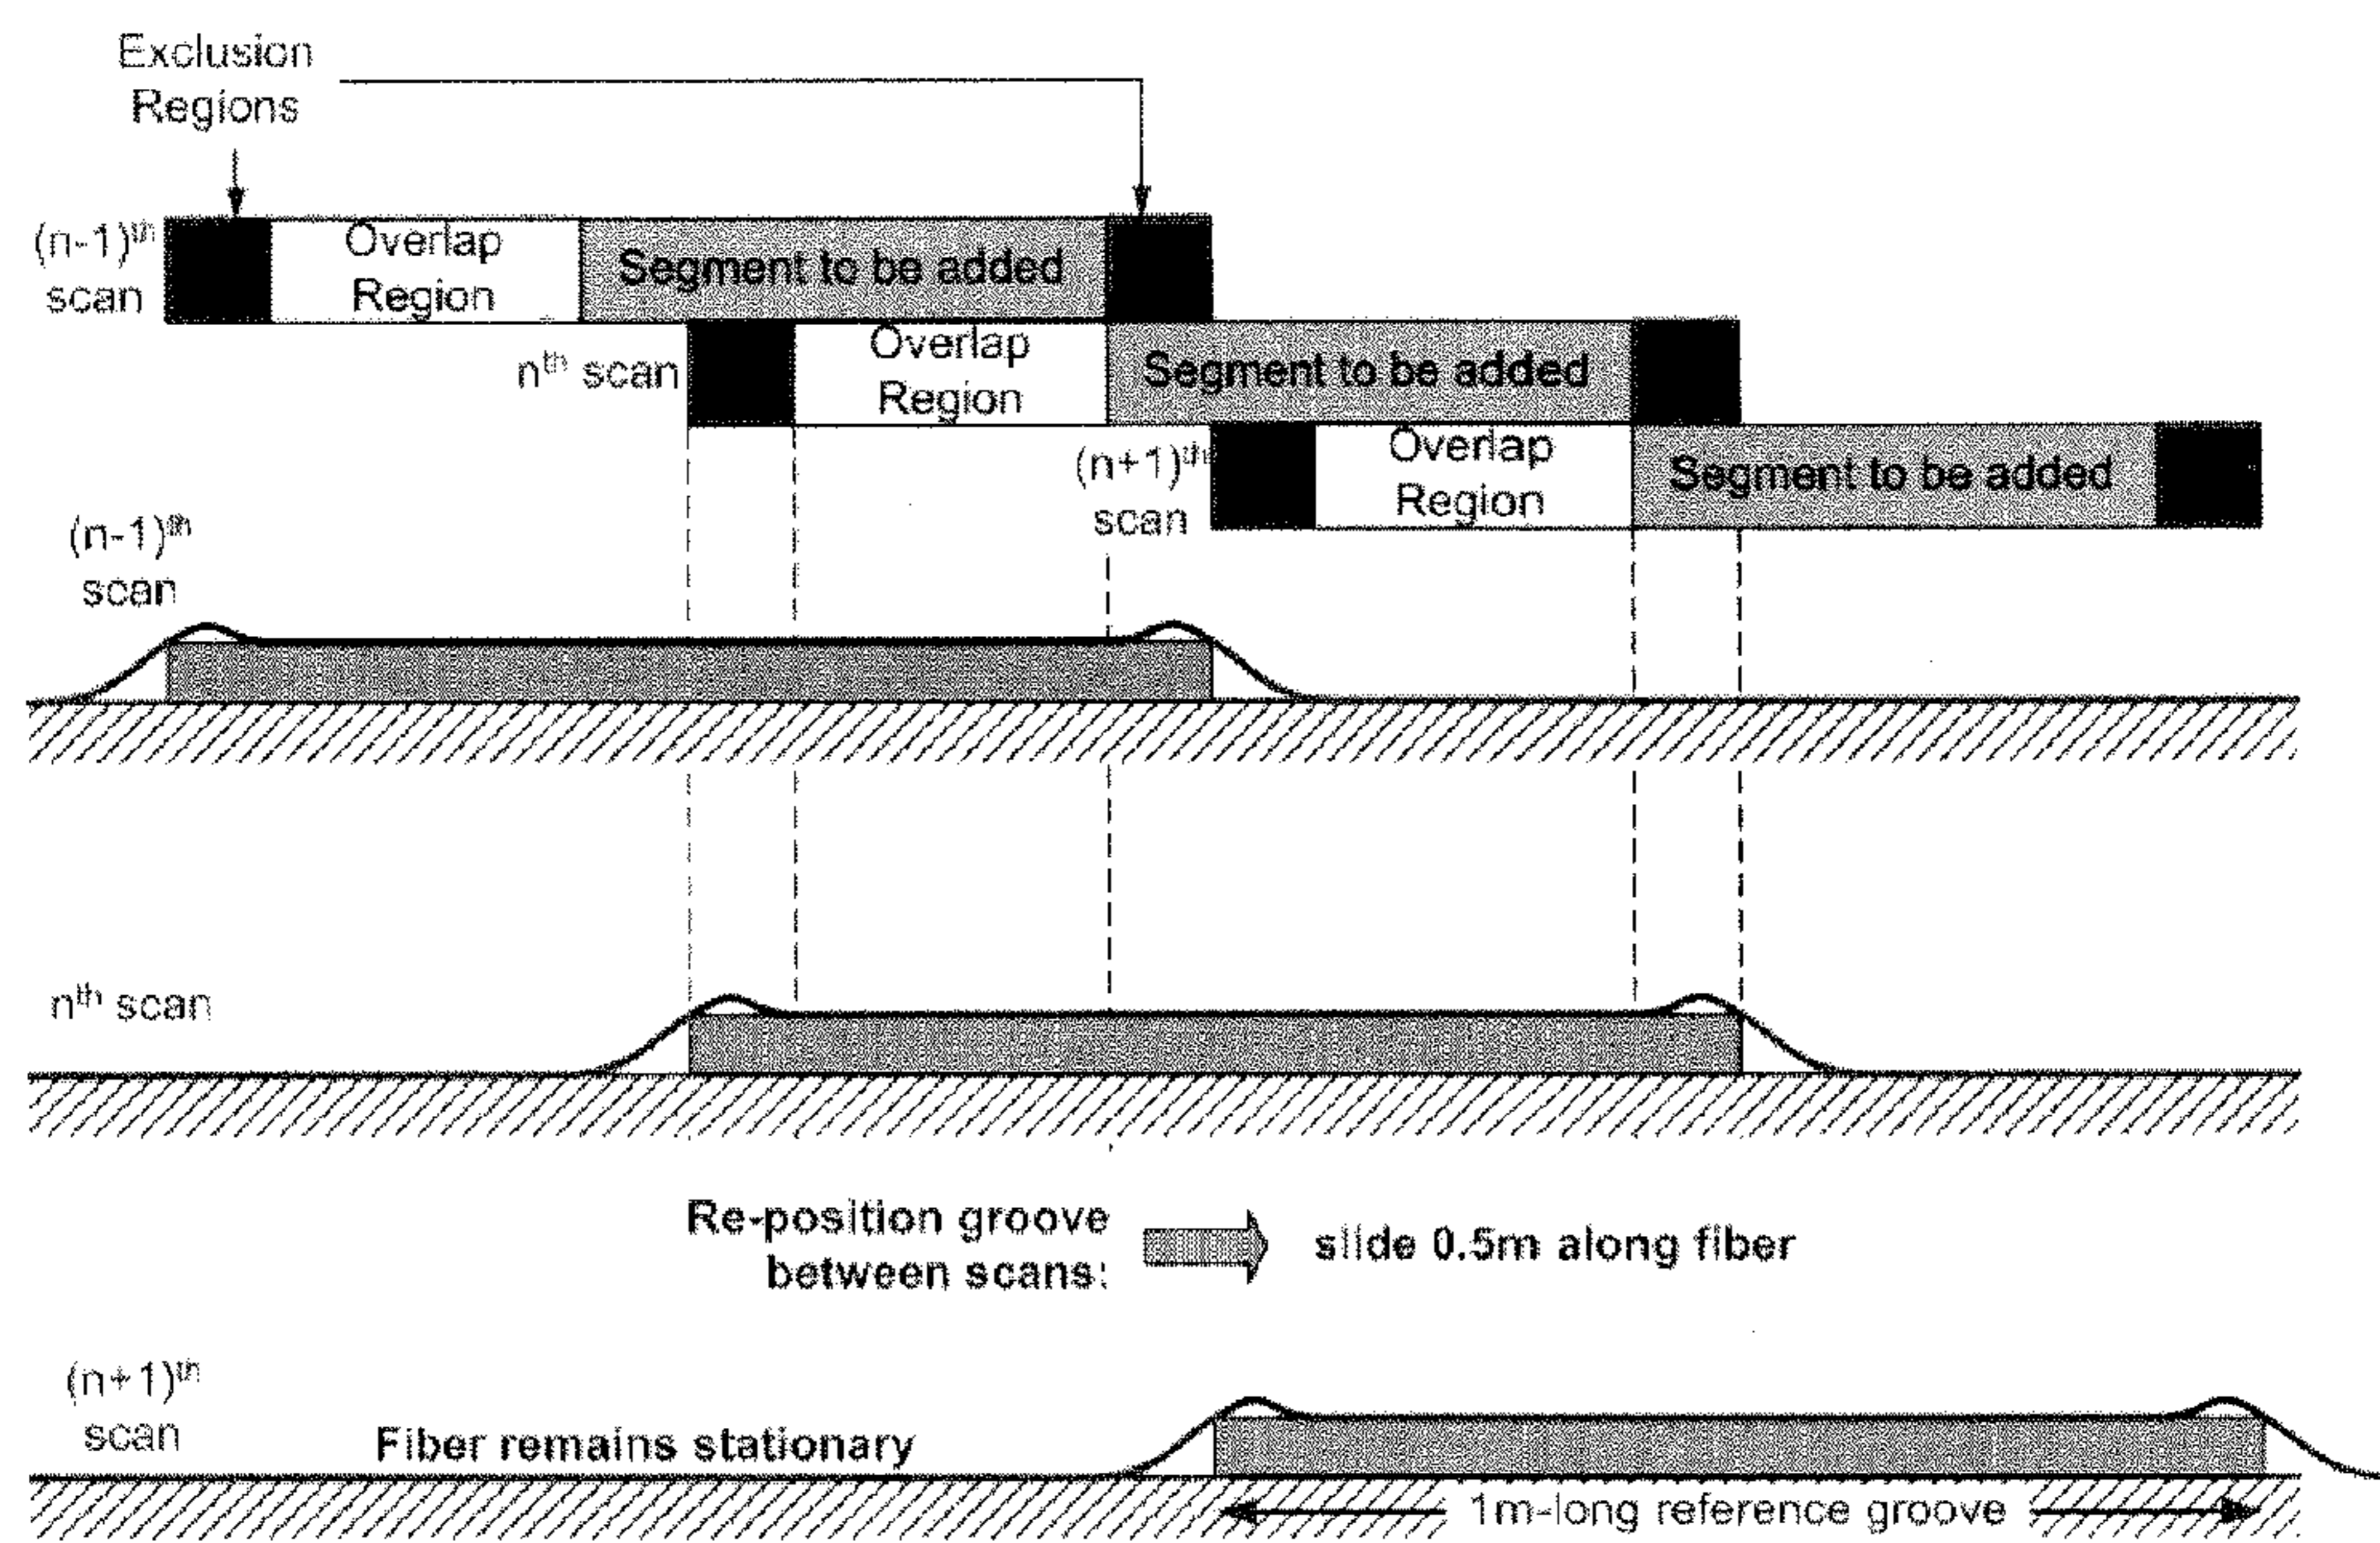 Exclusion
Regions
(n-1)th
scan
Overlap
Region
Segment to be added
nth scan
Overlap
Region
Segment to be added
(n+1)th
scan
Overlap
Region
Segment to be added
(n-1)th
scan
nth scan
Re-position groove
between scans:
slide 0.5m along fiber
(n+1)th
scan
Fiber remains stationary
1m-long reference groove